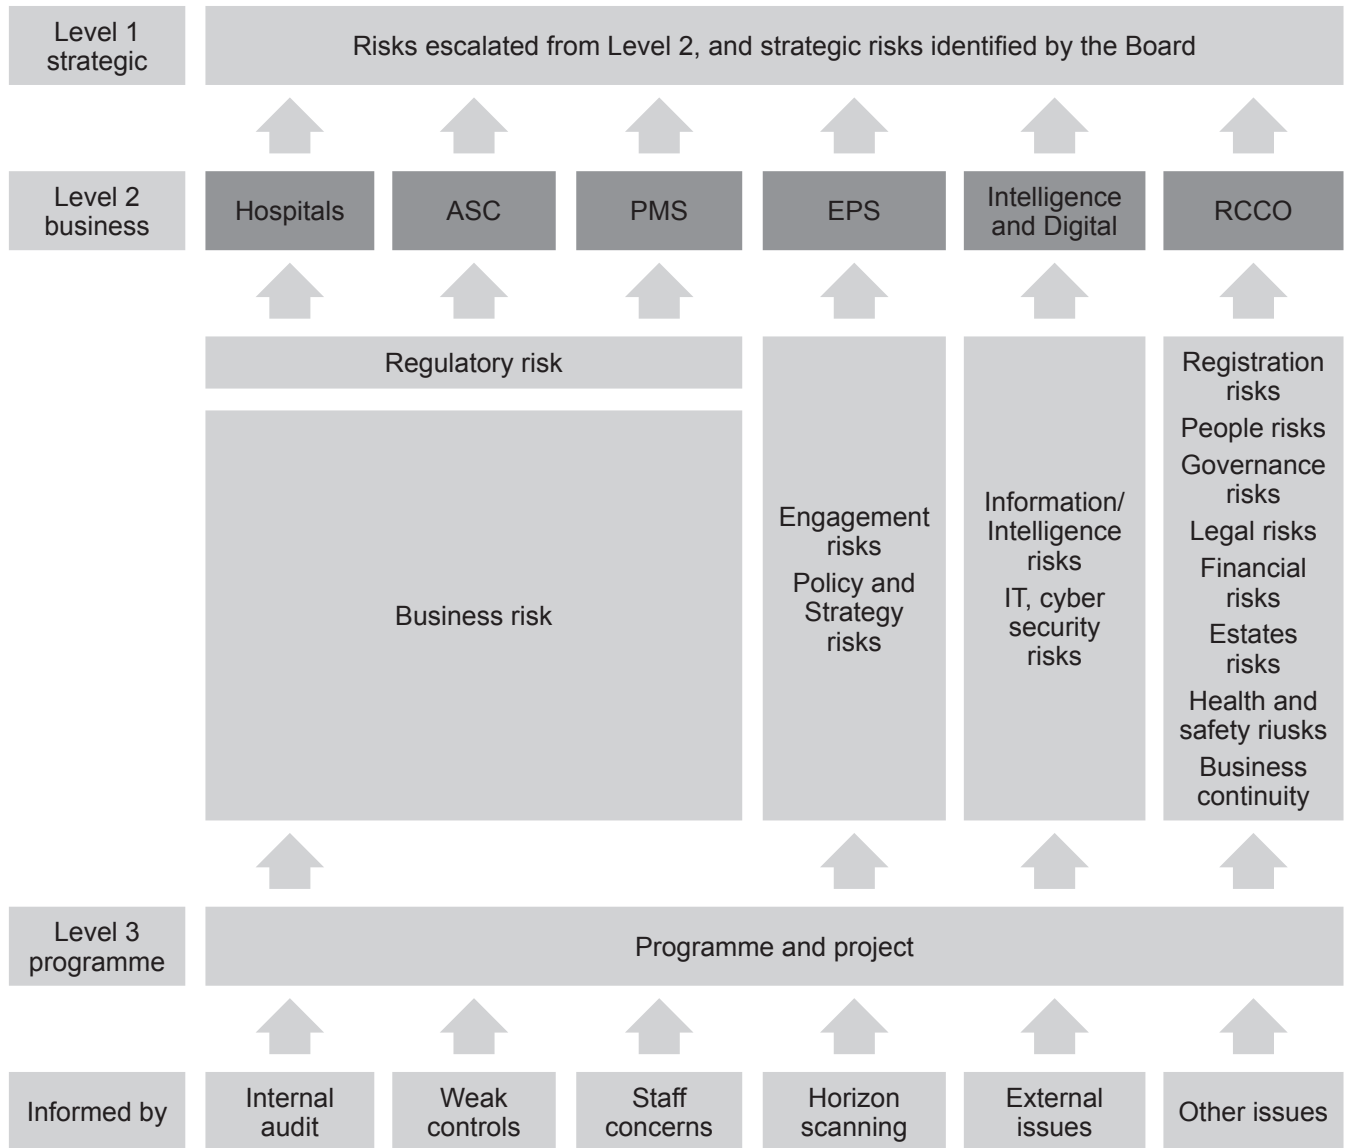 Level 1
strategic
Risks escalated from Level 2, and strategic risks identified by the Board
Level 2
business
Hospitals
ASC
PMS
EPS
Intelligence
and Digital
RCCO
Regulatory risk
Business risk
Engagement
risks
Policy and
Strategy
risks
Information/
Intelligence
risks
IT, cyber
security
risks
Registration
risks
People risks
Governance
risks
Legal risks
Financial
risks
Estates
risks
Health and
safety riusks
Business
continuity
Level 3
programme
Programme and project
Informed by
Internal
audit
Weak
controls
Staff
concerns
Horizon
scanning
External
issues
Other issues